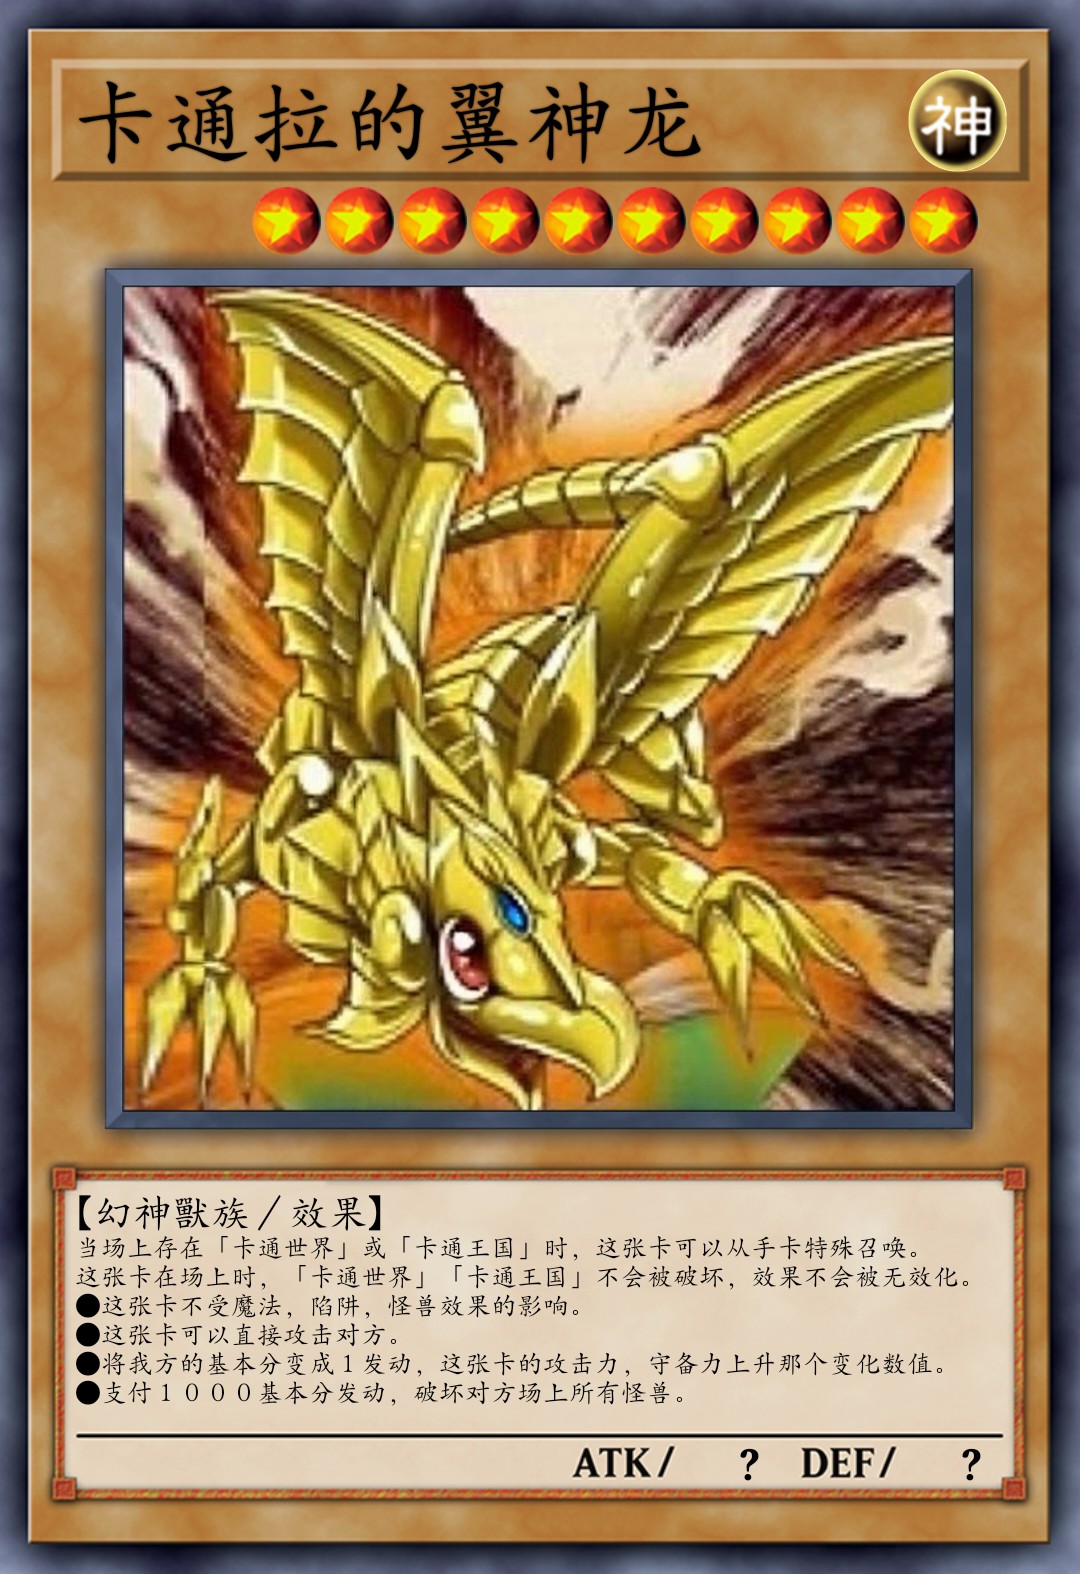 卡通拉的翼神龙
神
【幻神獸族／效果】
当场上存在「卡通世界」或「卡通王国」时，这张卡可以从手卡特殊召唤。
这张卡在场上时，「卡通世界」「卡通王国」不会被破坏，效果不会被无效化。
●这张卡不受魔法，陷阱，怪兽效果的影响。
●这张卡可以直接攻击对方。
●将我方的基本分变成１发动，这张卡的攻击力，守备力上升那个变化数值。
●支付１０００基本分发动，破坏对方场上所有怪兽。
ATK/ ? DEF/ ?